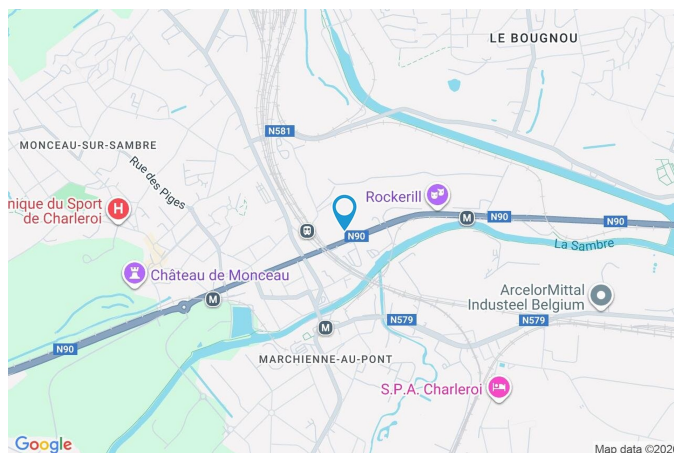 LE BOUGNOU
N581
MONCEAU-SUR-SAMBRE
Rue des Piges
Rockerill
nique du Sport
de Charleroi
H
M
N90
N90
N90
La Sambre
Château de Monceau
ArcelorMittal
Industeel Belgium
M
M
N579
N579
N90
MARCHIENNE-AU-PONT
S.P.A. Charleroi
Google
Map data ©2026